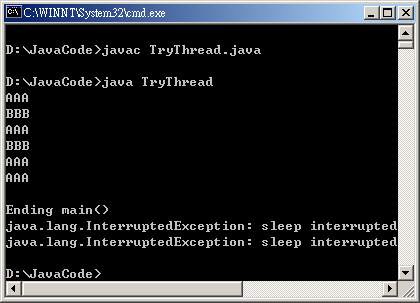 C:\WINNT\System32\cmd.exe
D:\JavaCode>javac TryThread.java
D:\JavaCode>java TryThread
AAA
BBB
AAA
BBB
AAA
AAA
Ending main()
java.lang.InterruptedException: sleep interrupted
java.lang.InterruptedException: sleep interrupted
D:\JavaCode>